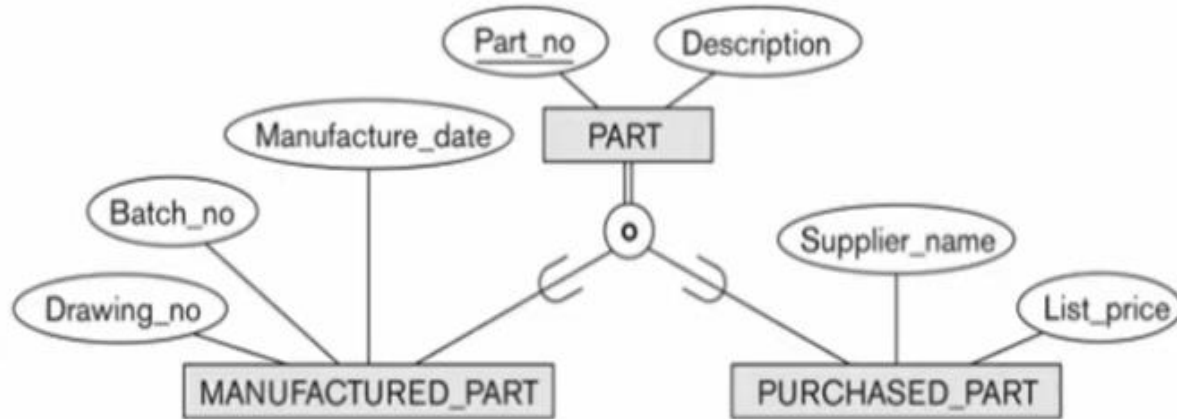 Part_no
Description
Manufacture_date
PART
Batch_no
o
Supplier_name
Drawing_no
List_price
MANUFACTURED_PART
PURCHASED_PART